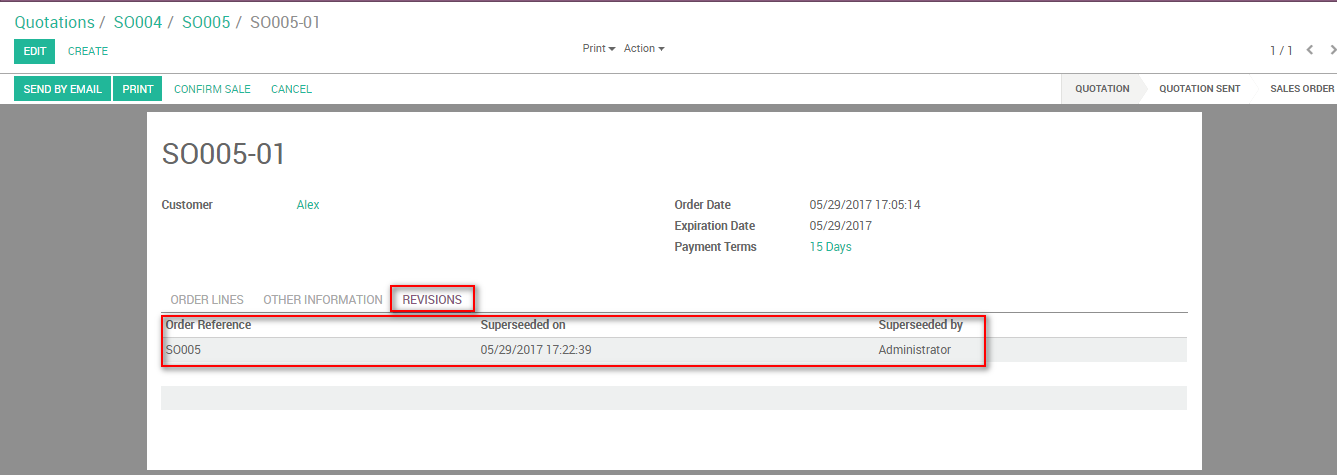 Quotations / SO004 / SO005 / SO005-01
EDIT CREATE Print Action 1 / 1
SEND BY EMAIL PRINT CONFIRM SALE CANCEL QUOTATION QUOTATION SENT SALES ORDER
SO005-01
Customer Alex Order Date 05/29/2017 17:05:14
Expiration Date 05/29/2017
Payment Terms 15 Days
ORDER LINES OTHER INFORMATION REVISIONS
Order Reference Superseeded on Superseeded by
SO005 05/29/2017 17:22:39 Administrator